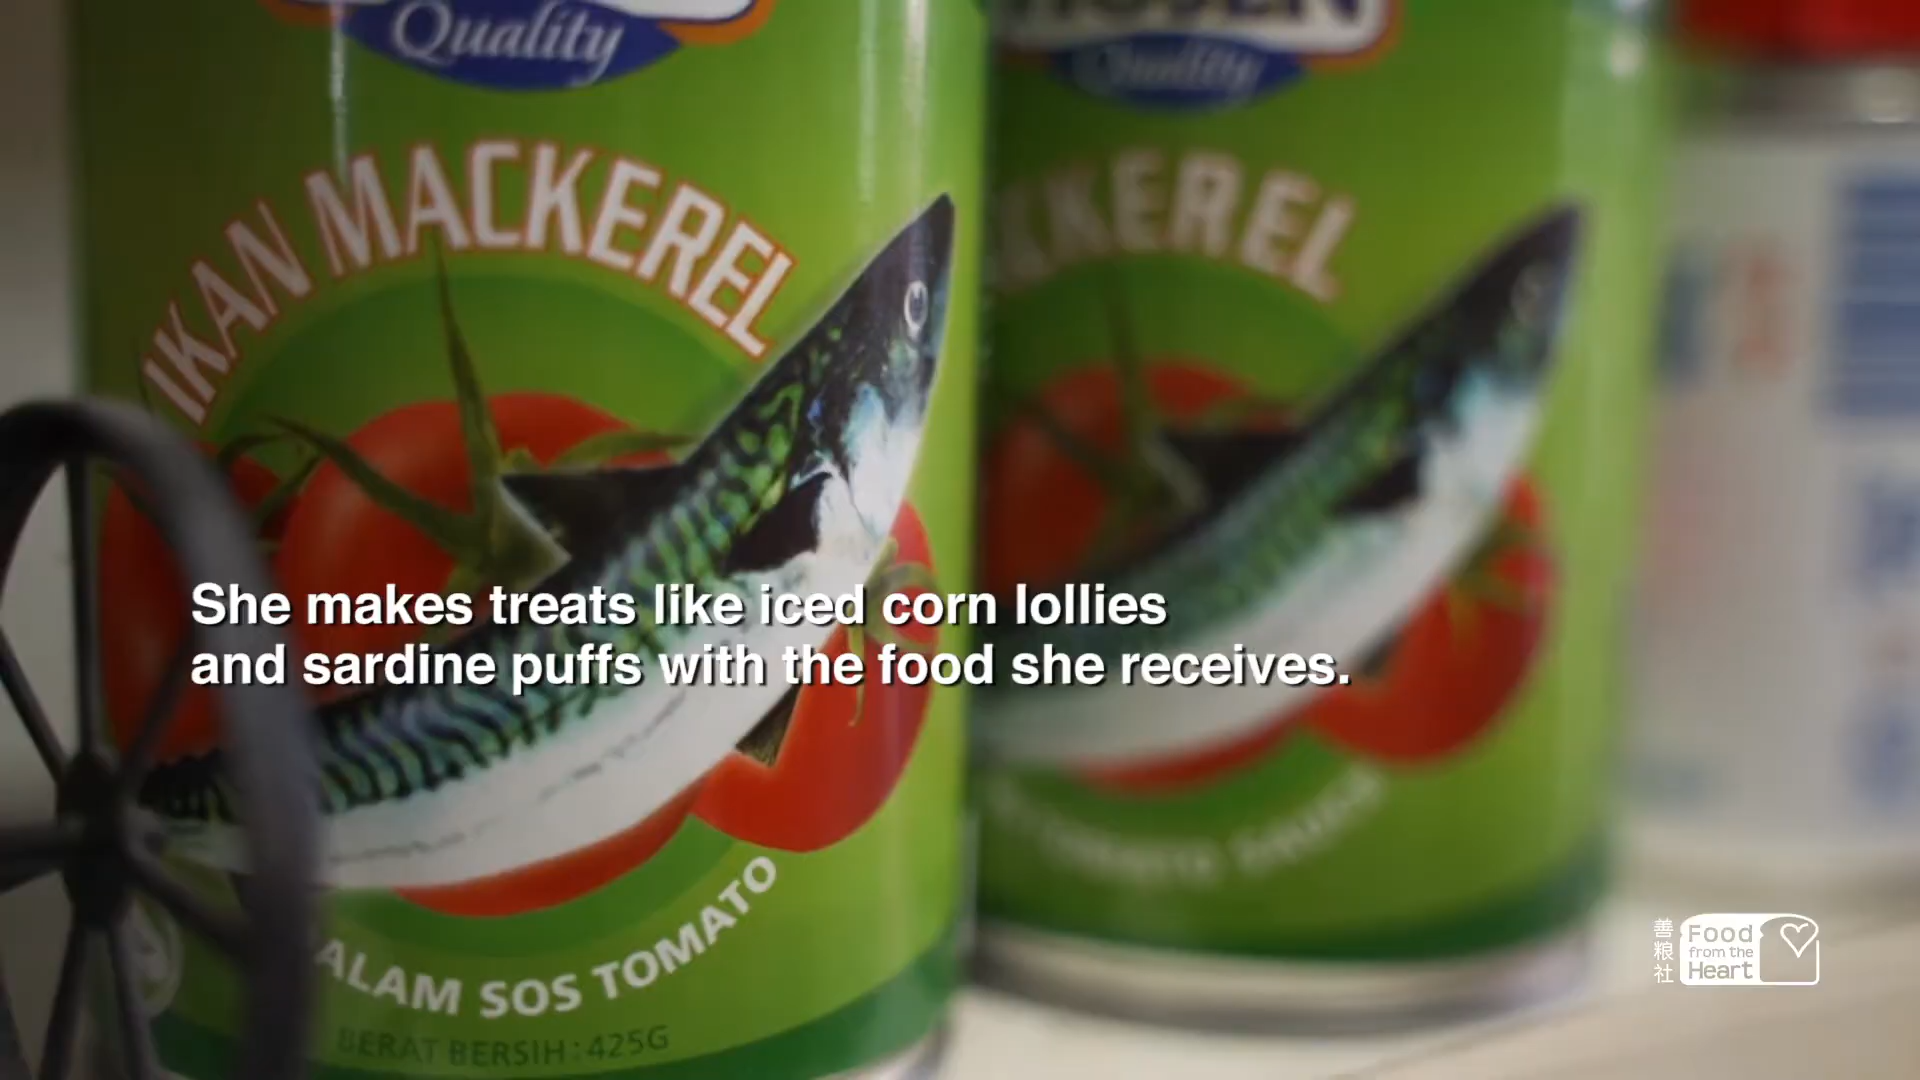 Quality
IKAN MACKEREL
ALAM SOS TOMATO
BERAT BERSIH:425G
Quality
KEREL
She makes treats like iced corn lollies
and sardine puffs with the food she receives.
善粮社
Food
from the
Heart